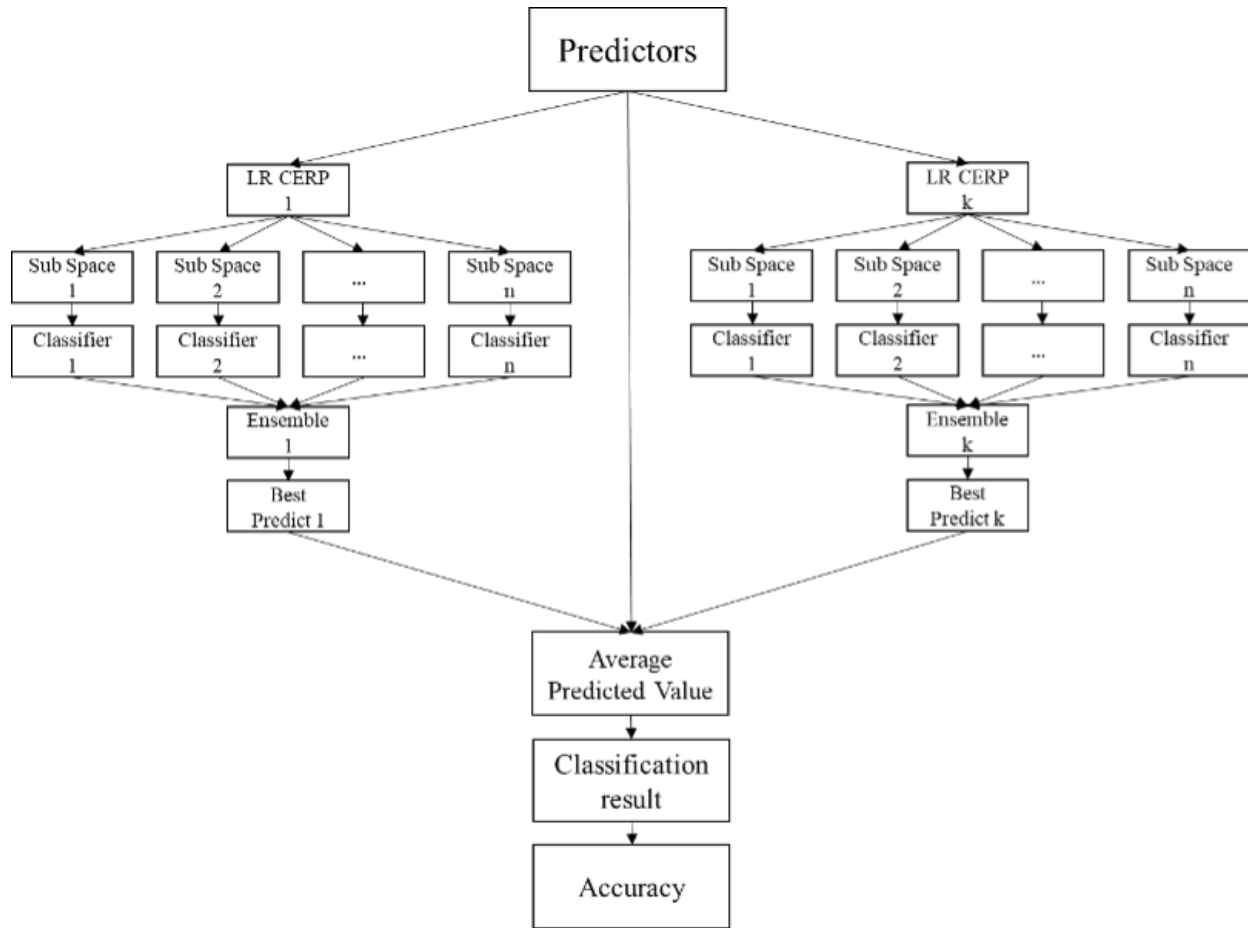 Predictors
LR CERP
1
LR CERP
k
Sub Space
1
Sub Space
2
...
Sub Space
n
Sub Space
1
Sub Space
2
...
Sub Space
n
Classifier
1
Classifier
2
...
Classifier
n
Classifier
1
Classifier
2
...
Classifier
n
Ensemble
1
Ensemble
k
Best
Predict 1
Best
Predict k
Average
Predicted Value
Classification
result
Accuracy